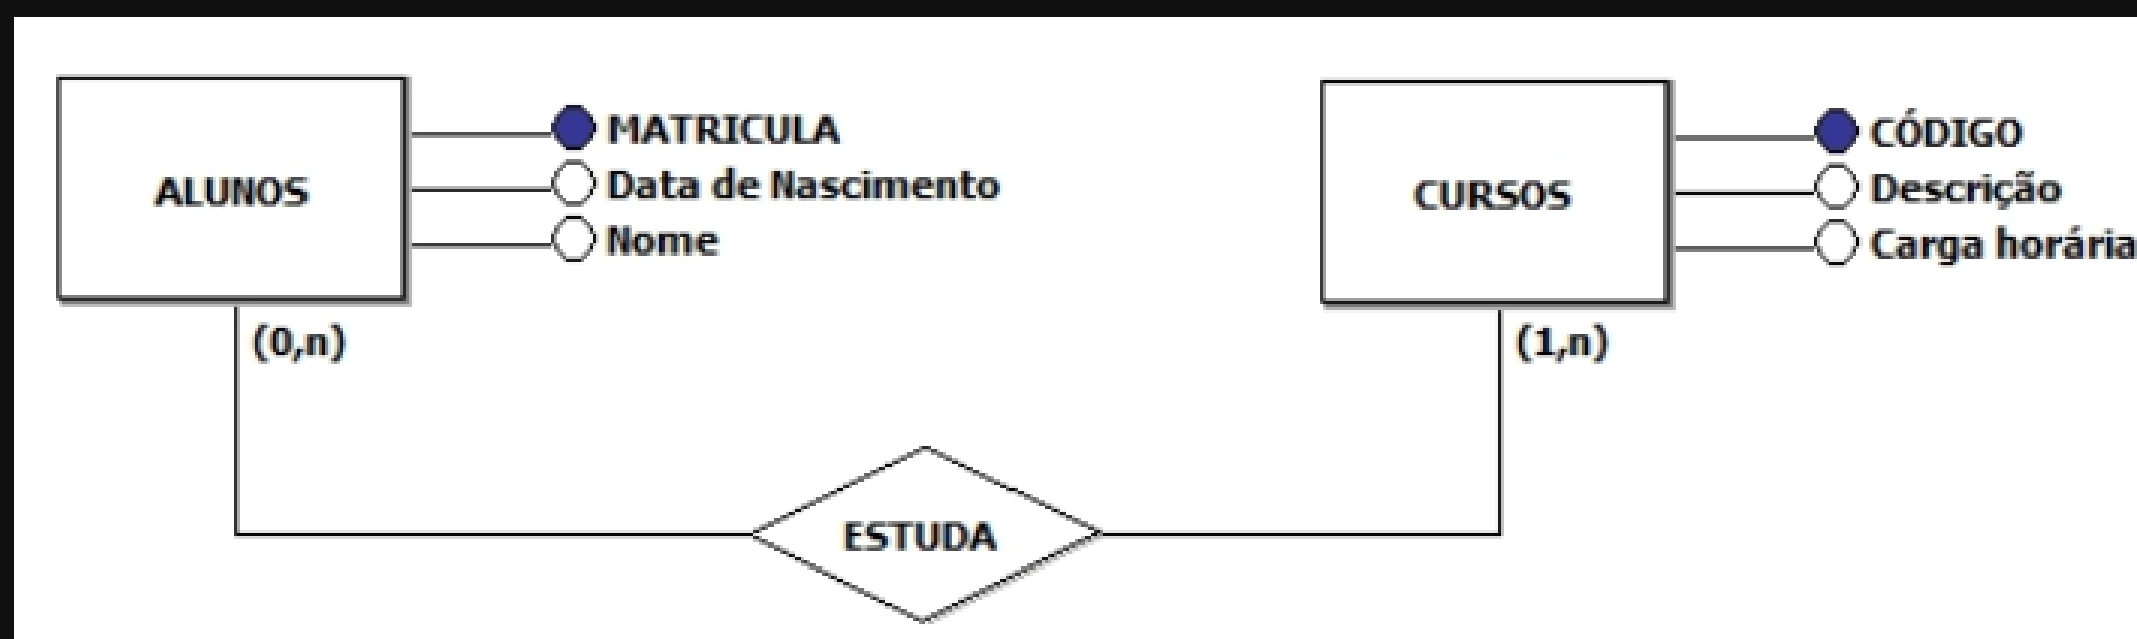 ALUNOS
MATRICULA
Data de Nascimento
Nome
(0,n)
CURSOS
CÓDIGO
Descrição
Carga horária
(1,n)
ESTUDA